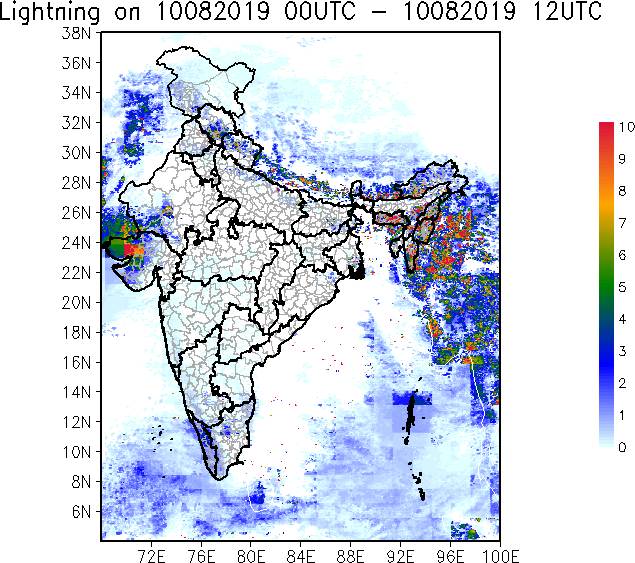 Lightning on 10082019 00UTC – 10082019 12UTC
38N
36N
34N
32N
30N
28N
26N
24N
22N
20N
18N
16N
14N
12N
10N
8N
6N
72E 76E 80E 84E 88E 92E 96E 100E
10
9
8
7
6
5
4
3
2
1
0